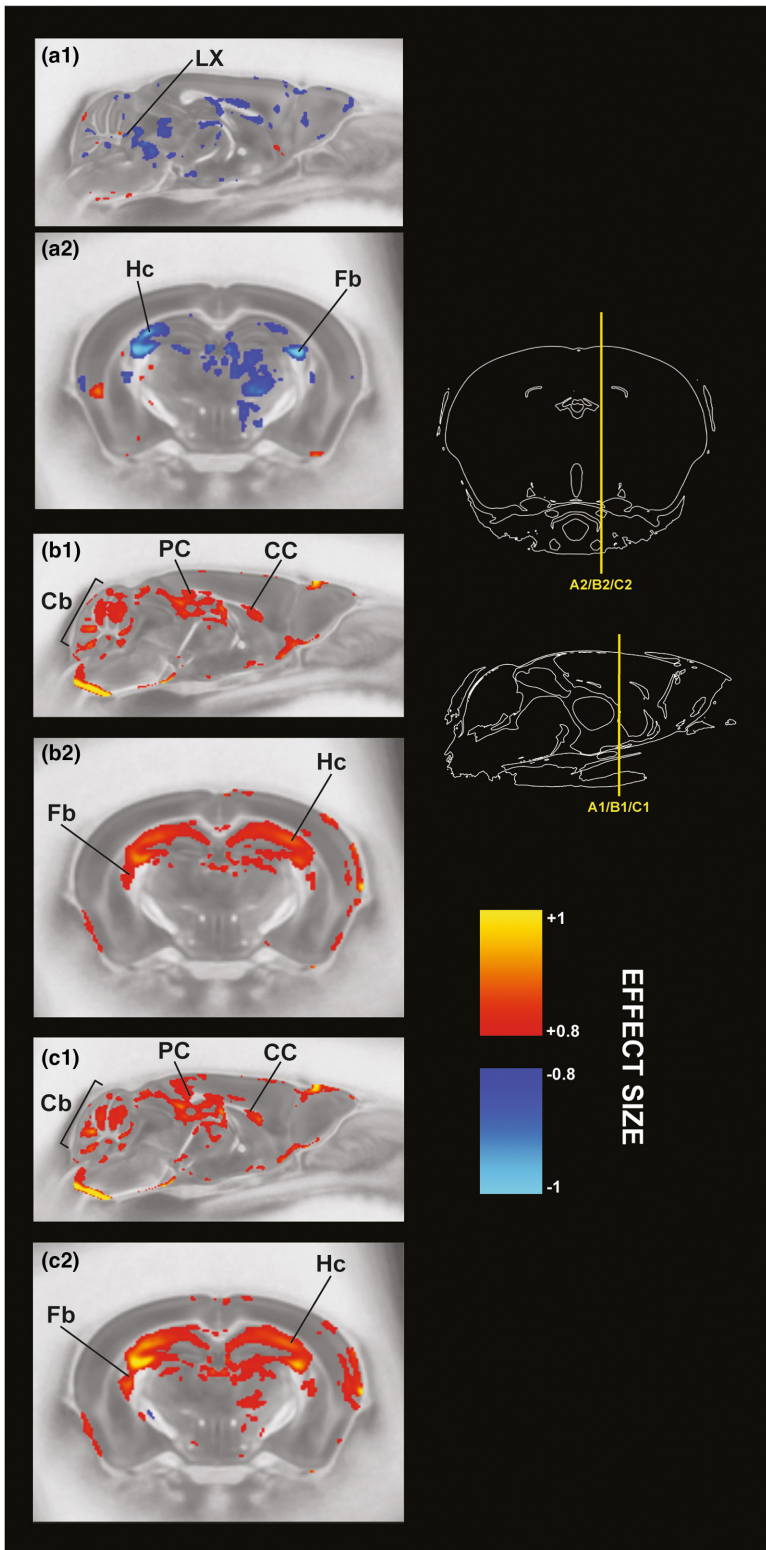 (a1)
LX
(a2)
Hc
Fb
A2/B2/C2
(b1)
PC
CC
Cb
A1/B1/C1
(b2)
Hc
Fb
+1
+0.8
-0.8
-1
EFFECT SIZE
(c1)
PC
CC
Cb
(c2)
Hc
Fb